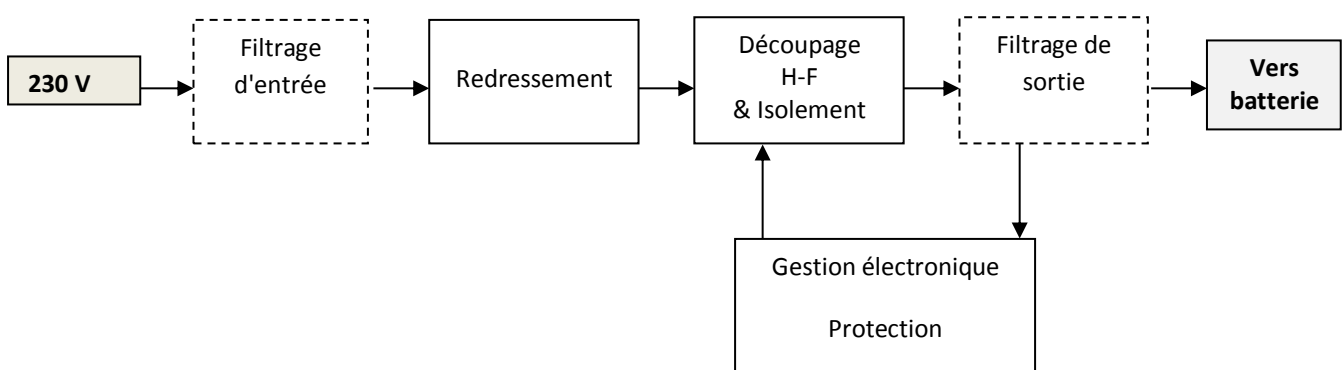 230 V
Filtrage
d'entrée
Redressement
Découpage
H-F
& Isolement
Filtrage de
sortie
Vers
batterie
Gestion électronique
Protection